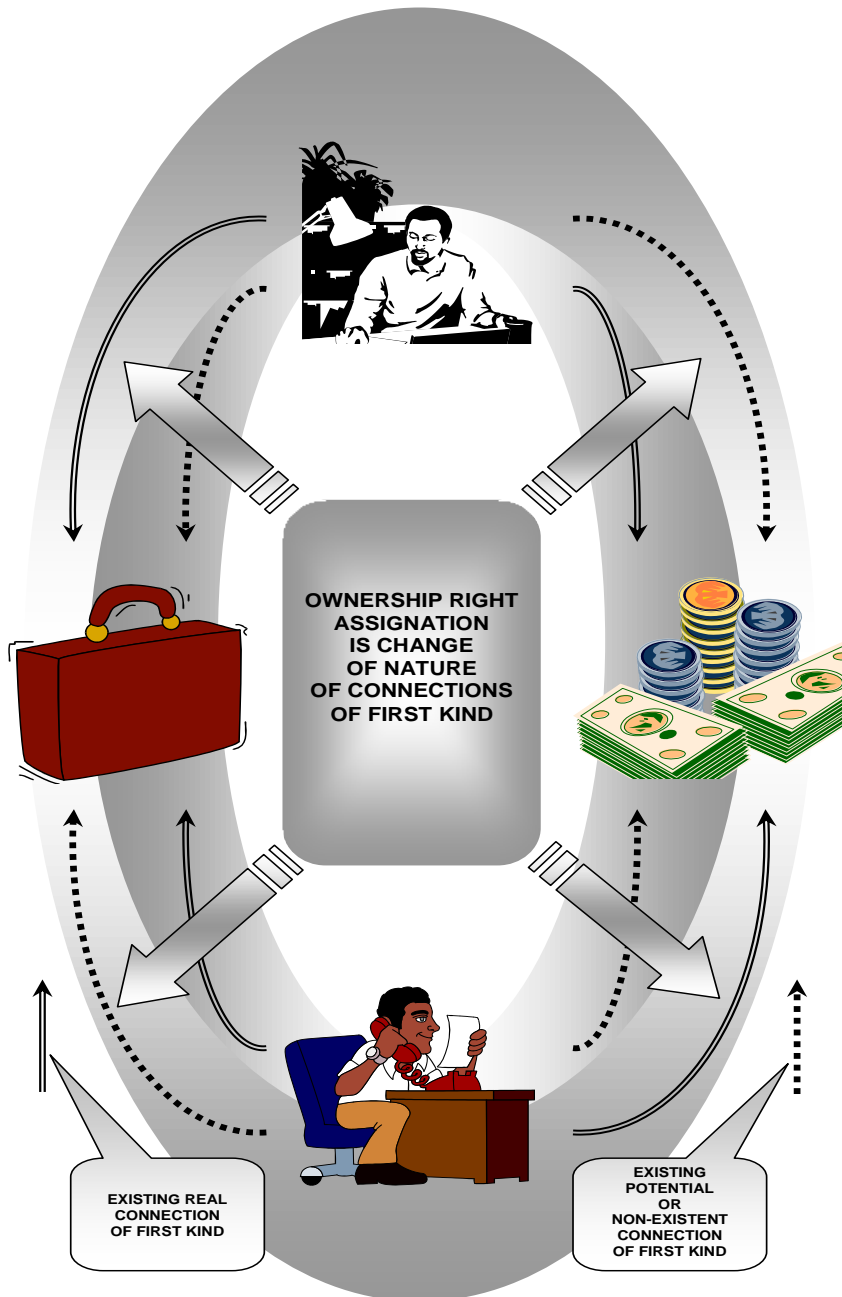 OWNERSHIP RIGHT
ASSIGNATION
IS CHANGE
OF NATURE
OF CONNECTIONS
OF FIRST KIND
EXISTING REAL
CONNECTION
OF FIRST KIND
EXISTING
POTENTIAL
OR
NON-EXISTENT
CONNECTION
OF FIRST KIND